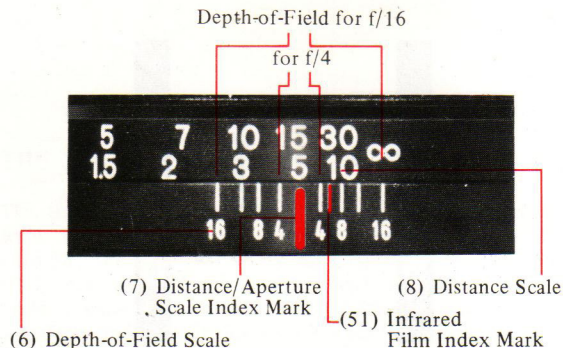 Depth-of-Field for f/16
for f/4
5 7 10 15 30 ∞
1.5 2 3 5 10
16 8 4 4 8 16
(7) Distance/Aperture
Scale Index Mark
(8) Distance Scale
(51) Infrared
Film Index Mark
(6) Depth-of-Field Scale